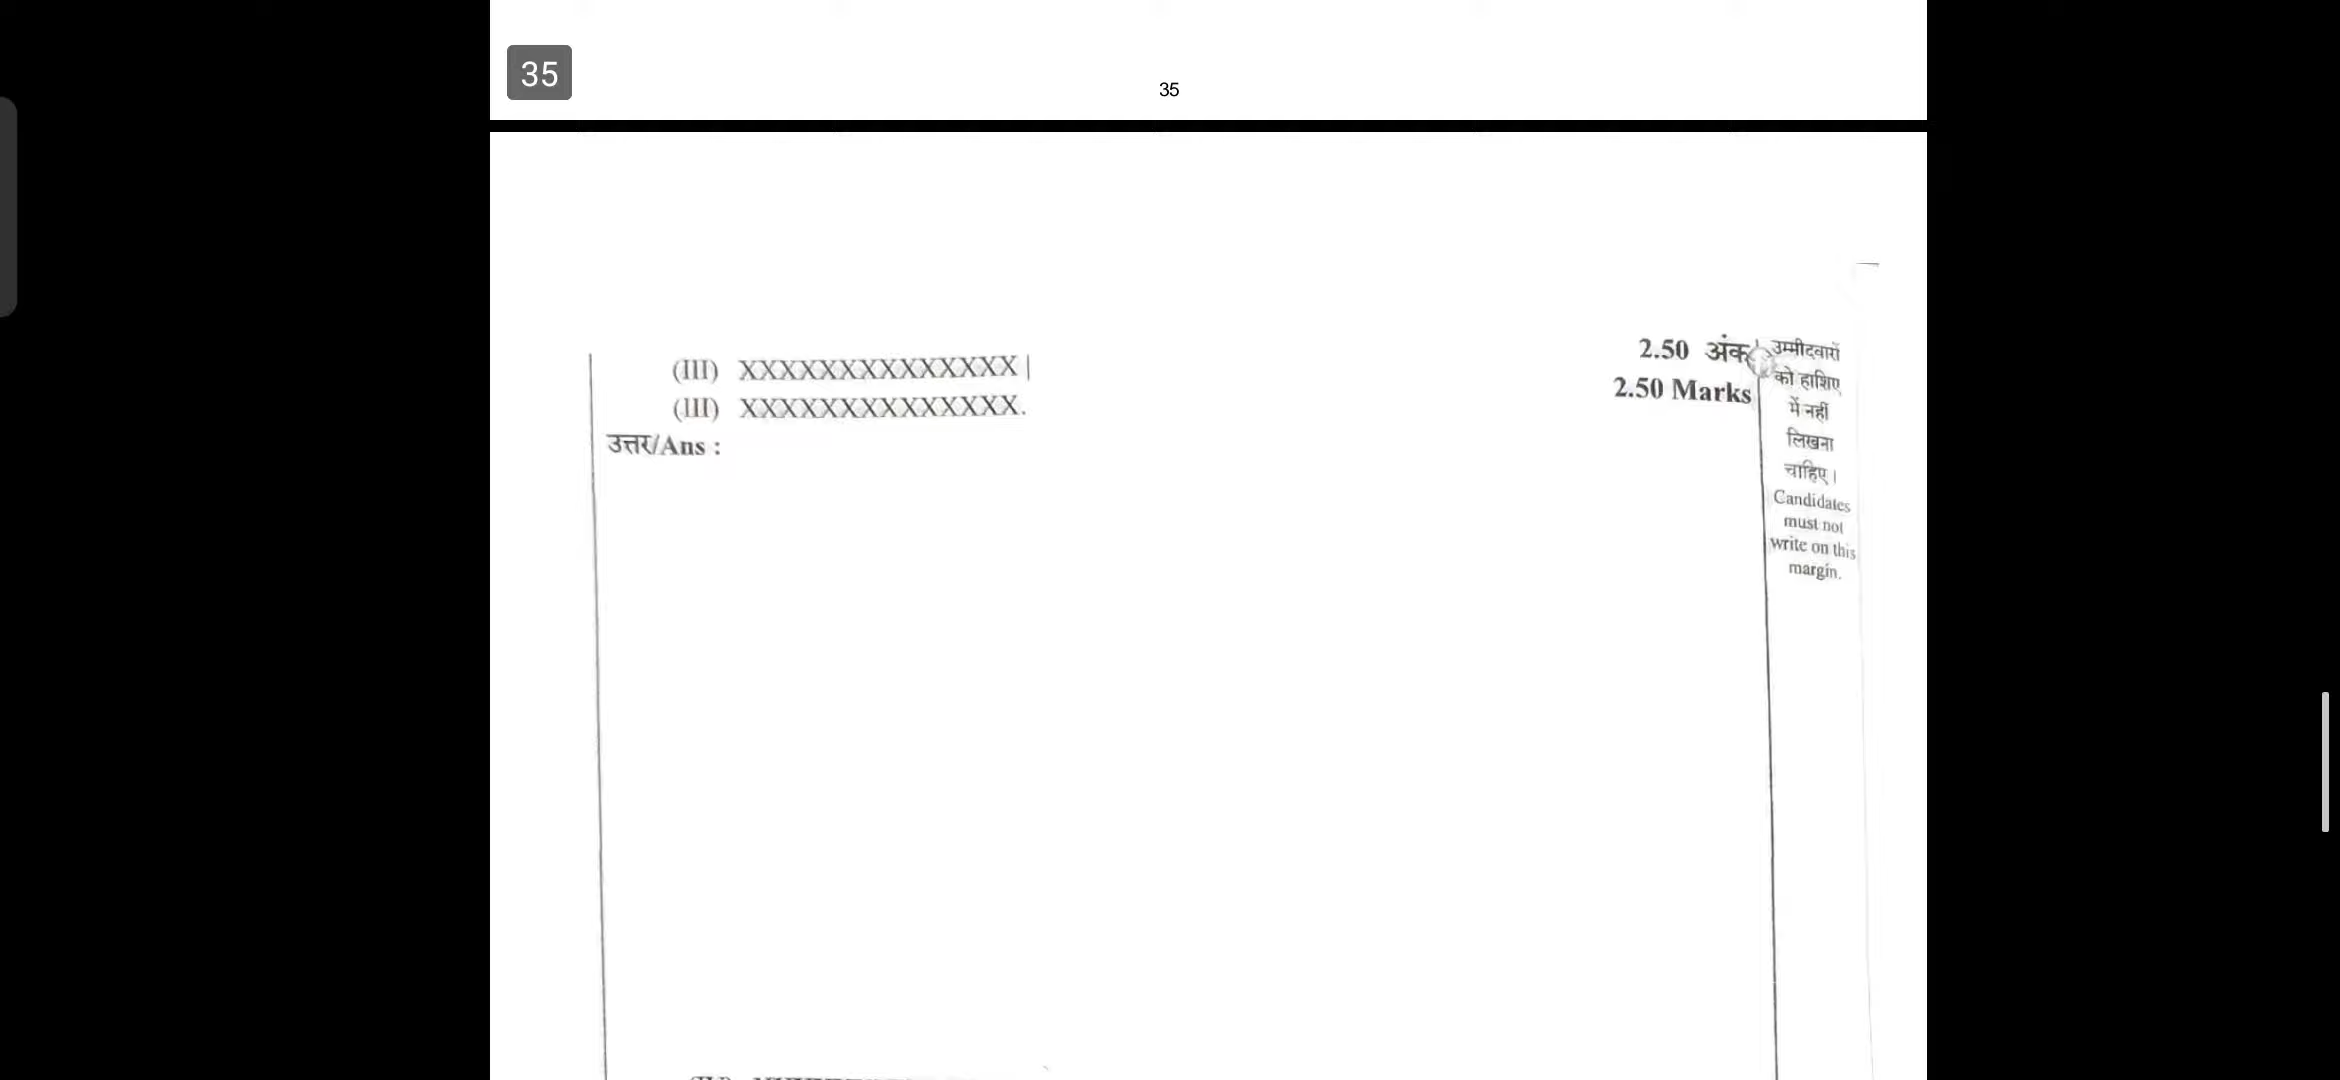 35
35
(III) XXXXXXXXXXXXXX |
2.50 अंक
(III) XXXXXXXXXXXXXX.
2.50 Marks
उत्तर/Ans :
उम्मीदवारों
को हाशिए
में नहीं
लिखना
चाहिए।
Candidates
must not
write on this
margin.